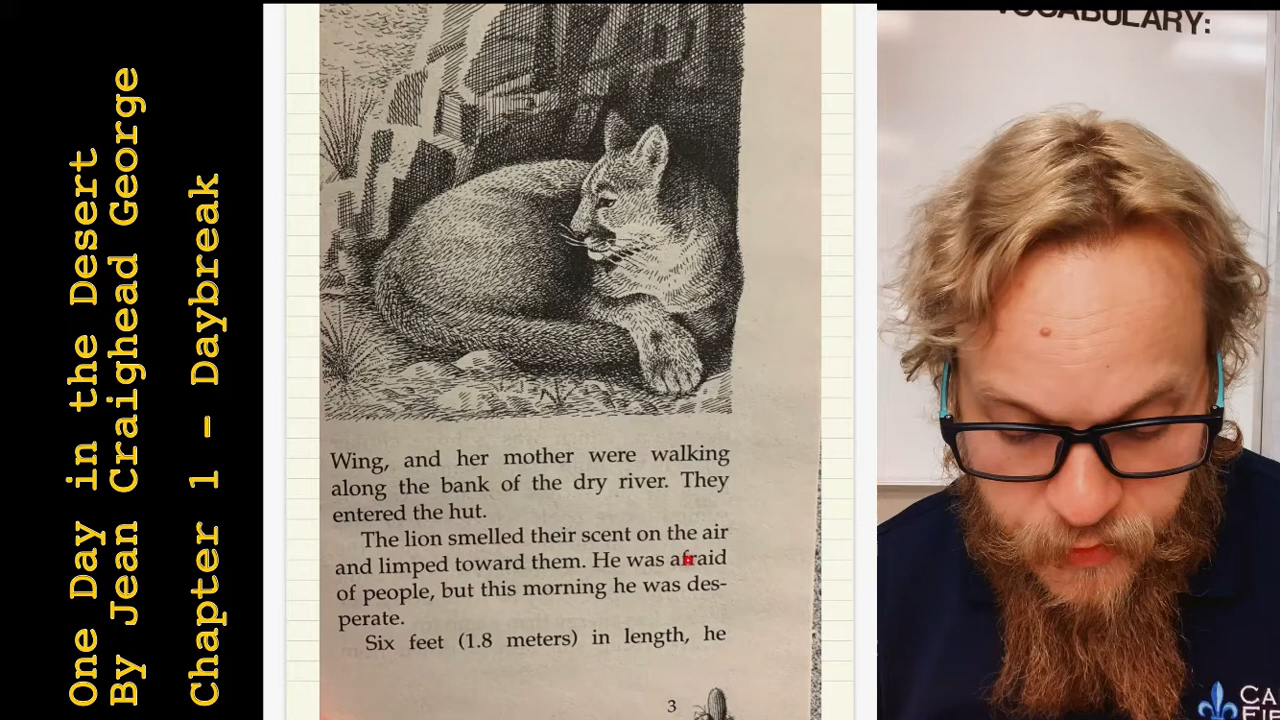 One Day in the Desert
By Jean Craighead George
Chapter 1 - Daybreak
VOCABULARY:
Wing, and her mother were walking
along the bank of the dry river. They
entered the hut.
The lion smelled their scent on the air
and limped toward them. He was afraid
of people, but this morning he was des-
perate.
Six feet (1.8 meters) in length, he
3
CA